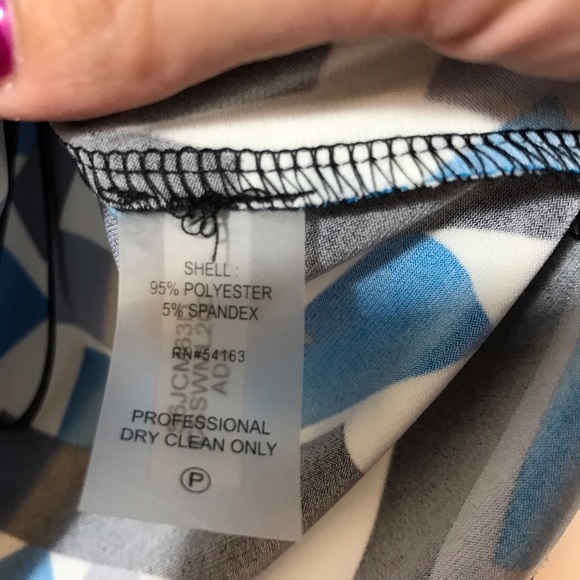 SHELL :
95% POLYESTER
5% SPANDEX
RN#54163
PROFESSIONAL
DRY CLEAN ONLY
P